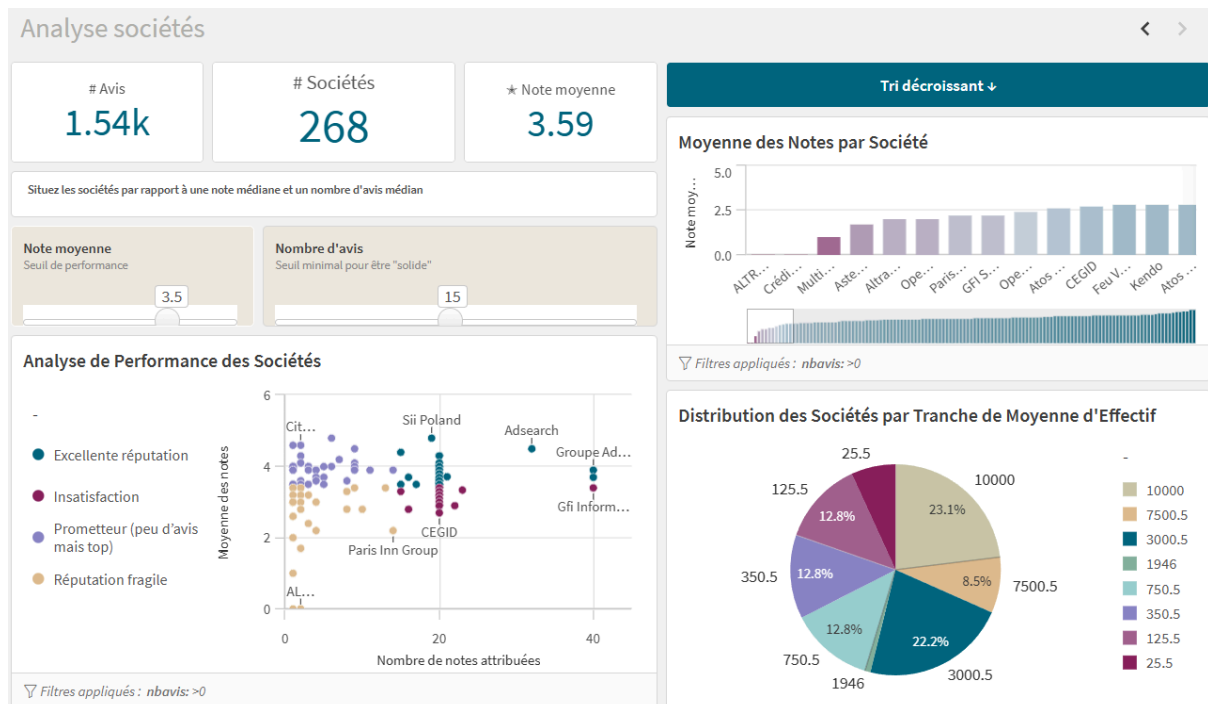 Analyse sociétés
# Avis
1.54k
# Sociétés
268
★ Note moyenne
3.59
Situez les sociétés par rapport à une note médiane et un nombre d'avis médian
Note moyenne
Seuil de performance
3.5
Nombre d'avis
Seuil minimal pour être "solide"
15
Analyse de Performance des Sociétés
-
Excellente réputation
Insatisfaction
Prometteur (peu d'avis
mais top)
Réputation fragile
Moyenne des notes
6
4
2
0
Cit...
Sii Poland
Adsearch
Groupe Ad...
Gfi Inform...
CEGID
Paris Inn Group
AL...
0
20
40
Nombre de notes attribuées
Filtres appliqués : nbavis: >0
Tri décroissant ↓
Moyenne des Notes par Société
Note moy...
5.0
2.5
0.0
ALTR...
Crédi...
Multi...
Aste...
Altra...
Ope...
Paris...
GFI S...
Ope...
Atos ...
CEGID
Feu V...
Kendo
Atos ...
Filtres appliqués : nbavis: >0
Distribution des Sociétés par Tranche de Moyenne d'Effectif
25.5
125.5
350.5
750.5
1946
3000.5
7500.5
10000
23.1%
8.5%
22.2%
12.8%
12.8%
12.8%
-
10000
7500.5
3000.5
1946
750.5
350.5
125.5
25.5